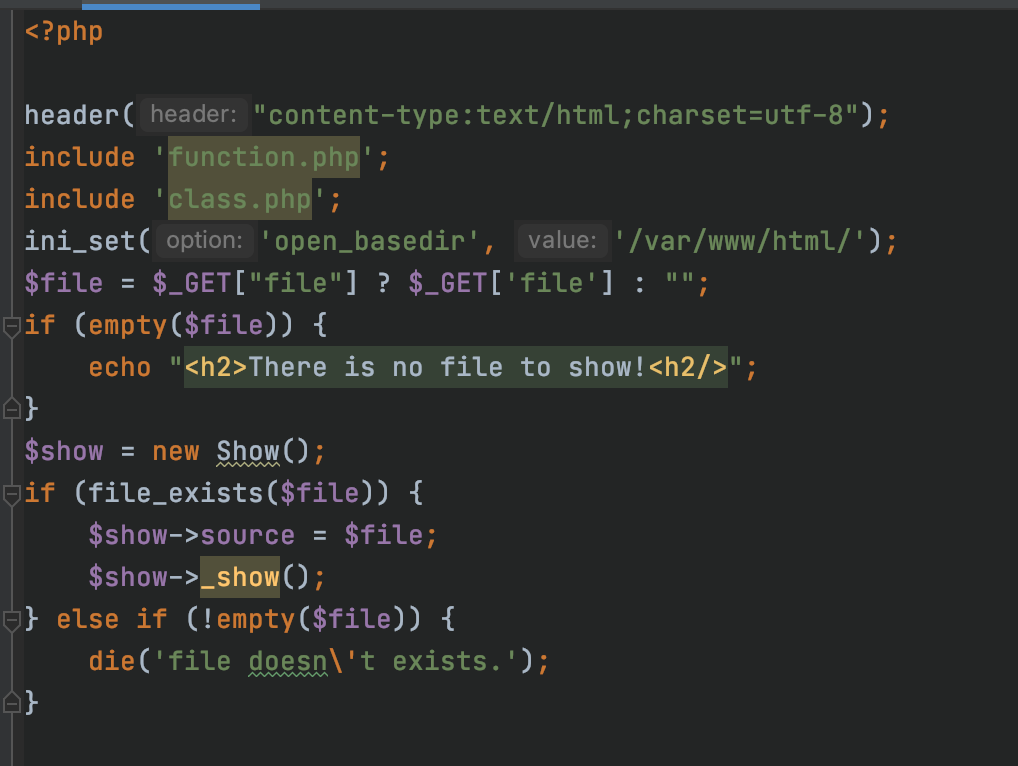 <?php
header( header: "content-type:text/html;charset=utf-8");
include 'function.php';
include 'class.php';
ini_set( option: 'open_basedir', value: '/var/www/html/');
$file = $_GET["file"] ? $_GET['file'] : "";
if (empty($file)) {
    echo "<h2>There is no file to show!<h2/>";
}
$show = new Show();
if (file_exists($file)) {
    $show->source = $file;
    $show->_show();
} else if (!empty($file)) {
    die('file doesn\'t exists.');
}